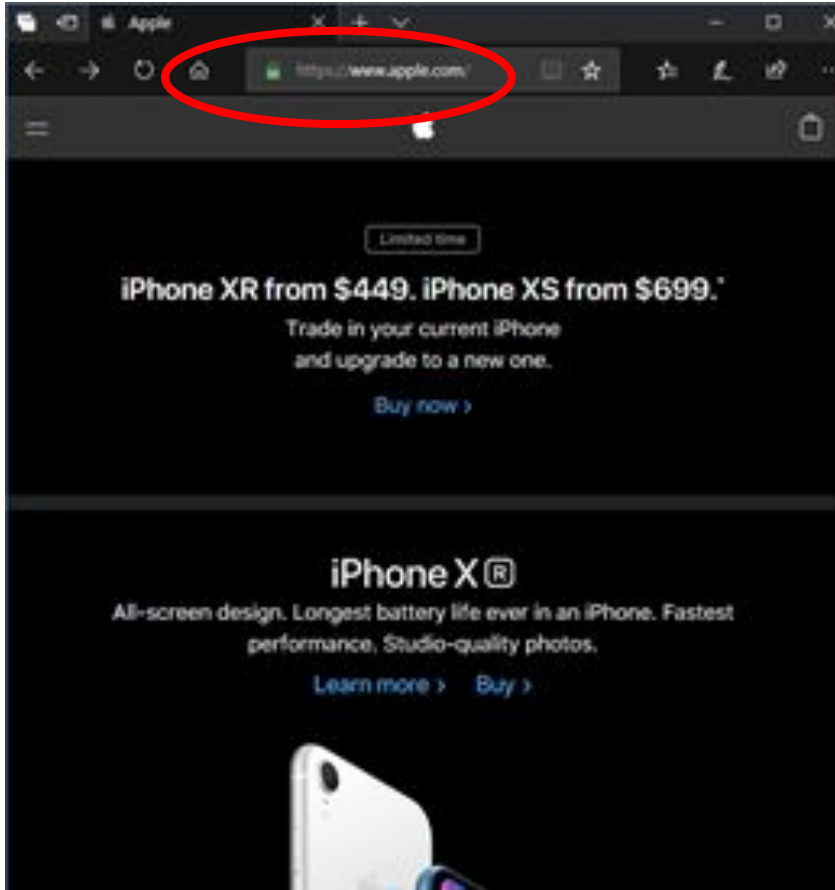 Apple
https://www.apple.com/
Limited time
iPhone XR from $449. iPhone XS from $699.*
Trade in your current iPhone
and upgrade to a new one.
Buy now >
iPhone XR
All-screen design. Longest battery life ever in an iPhone. Fastest
performance. Studio-quality photos.
Learn more > Buy >